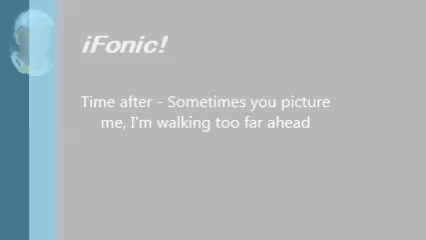 iFonic!
Time after - Sometimes you picture
me, I'm walking too far ahead